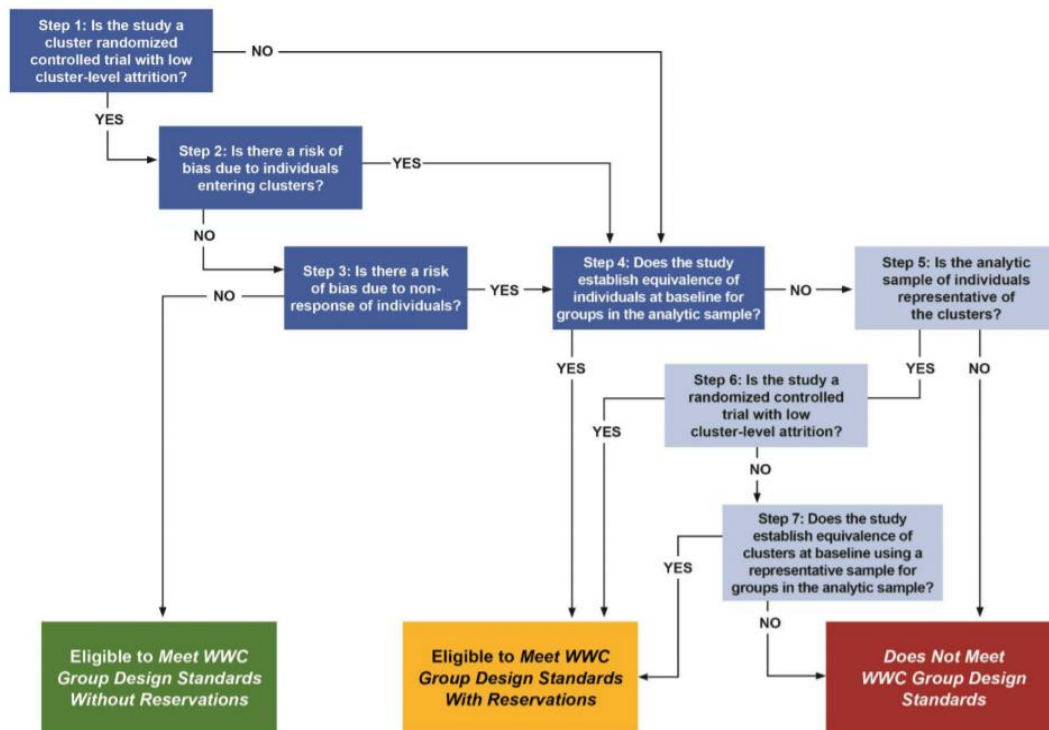 Step 1: Is the study a
cluster randomized
controlled trial with low
cluster-level attrition?
NO
YES
Step 2: Is there a risk of
bias due to individuals
entering clusters?
YES
NO
Step 3: Is there a risk
of bias due to non-
response of individuals?
NO
YES
Step 4: Does the study
establish equivalence of
individuals at baseline for
groups in the analytic sample?
NO
YES
Step 5: Is the analytic
sample of individuals
representative of
the clusters?
YES
NO
Step 6: Is the study a
randomized controlled
trial with low
cluster-level attrition?
YES
NO
Step 7: Does the study
establish equivalence of
clusters at baseline using a
representative sample for
groups in the analytic sample?
YES
NO
Eligible to Meet WWC
Group Design Standards
Without Reservations
Eligible to Meet WWC
Group Design Standards
With Reservations
Does Not Meet
WWC Group Design
Standards